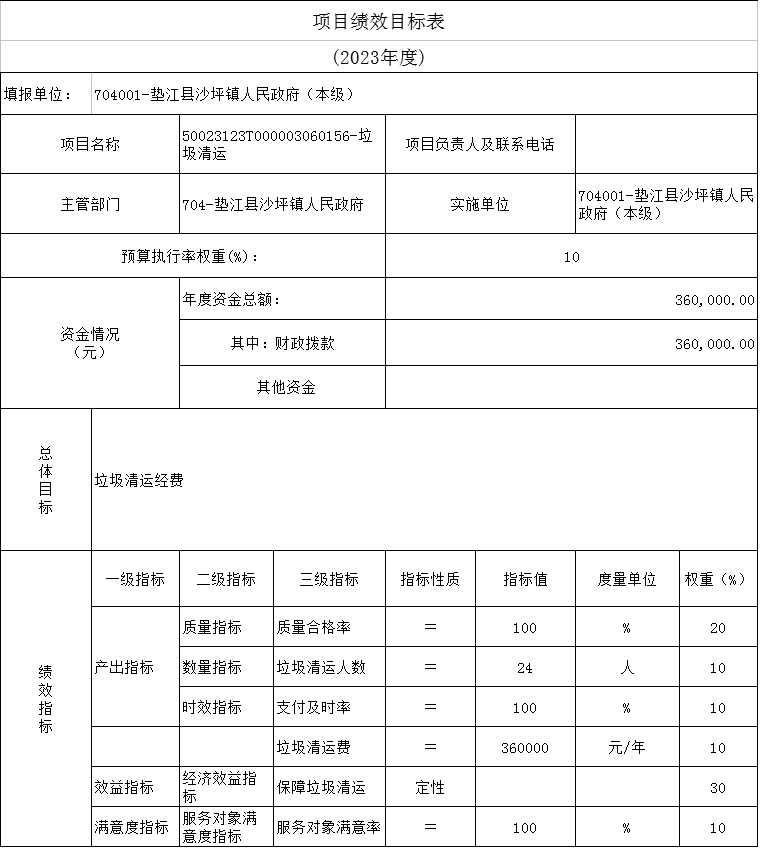 项目绩效目标表
(2023年度)
填报单位： 704001-垫江县沙坪镇人民政府（本级）
项目名称 50023123T000003060156-垃圾清运 项目负责人及联系电话
主管部门 704-垫江县沙坪镇人民政府 实施单位 704001-垫江县沙坪镇人民政府（本级）
预算执行率权重(%)： 10
资金情况（元）
年度资金总额： 360,000.00
其中：财政拨款 360,000.00
其他资金
总体目标 垃圾清运经费
绩效指标
一级指标 二级指标 三级指标 指标性质 指标值 度量单位 权重（%）
产出指标
质量指标 质量合格率 ＝ 100 % 20
数量指标 垃圾清运人数 ＝ 24 人 10
时效指标 支付及时率 ＝ 100 % 10
垃圾清运费 ＝ 360000 元/年 10
效益指标 经济效益指标 保障垃圾清运 定性 30
满意度指标 服务对象满意度指标 服务对象满意率 ＝ 100 % 10